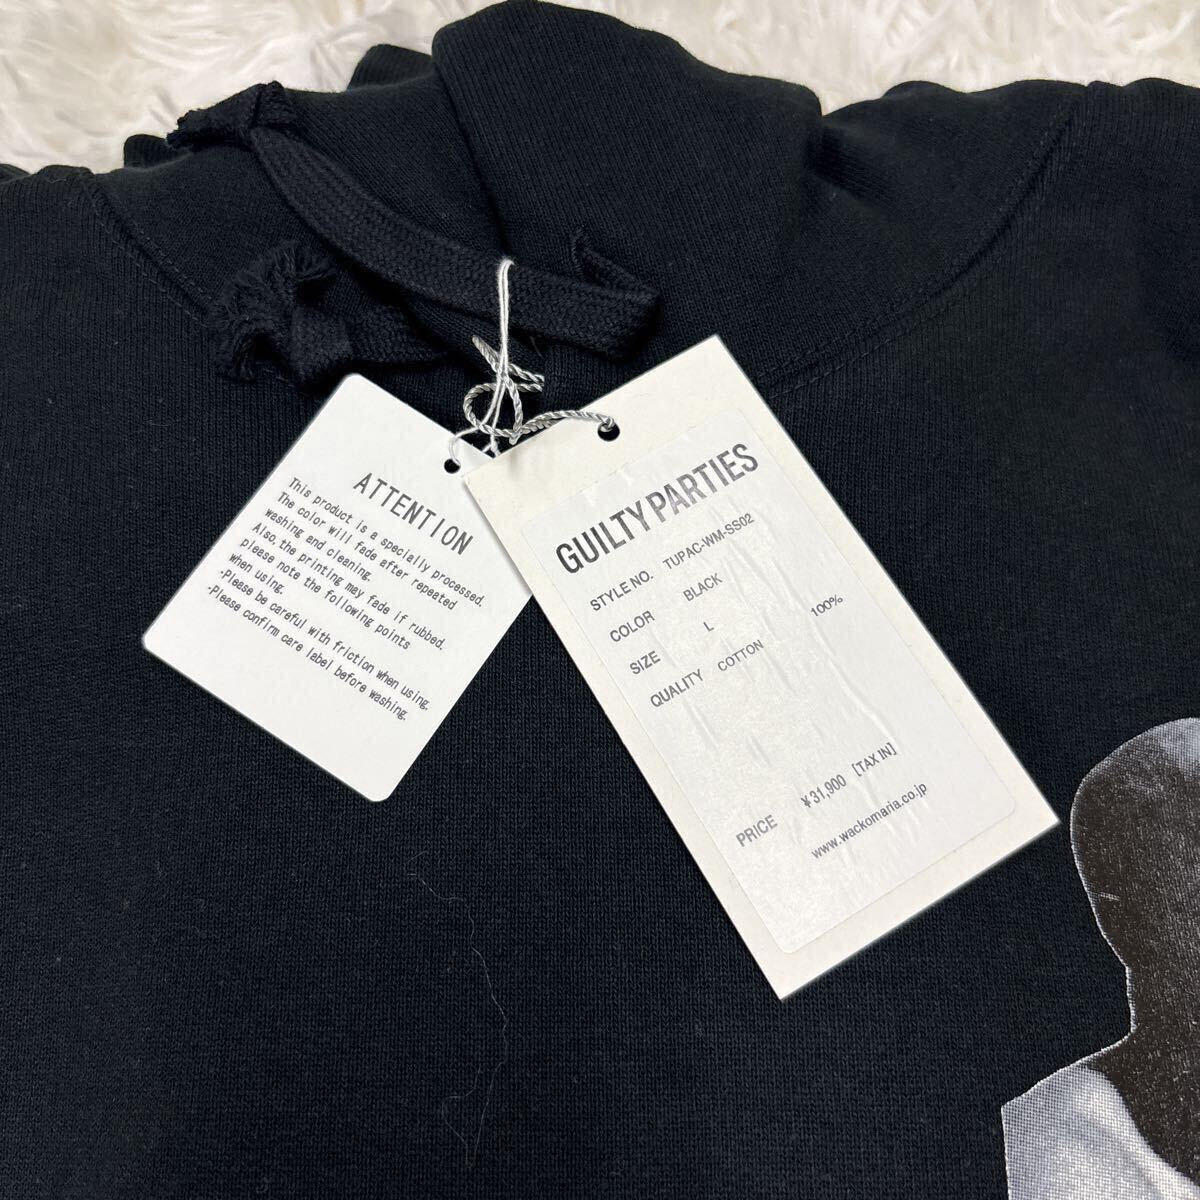 ATTENTION
This product is a specially processed.
The color will fade after repeated
washing and cleaning.
Also,the printing may fade if rubbed.
please note the following points
when using.
-Please be careful with friction when using.
-Please confirm care label before washing.
GUILTY PARTIES
STYLE NO. TUPAC-WM-SS02
COLOR BLACK
SIZE L
QUALITY COTTON 100%
PRICE ¥31,900 [TAX IN]
www.wackomaria.co.jp